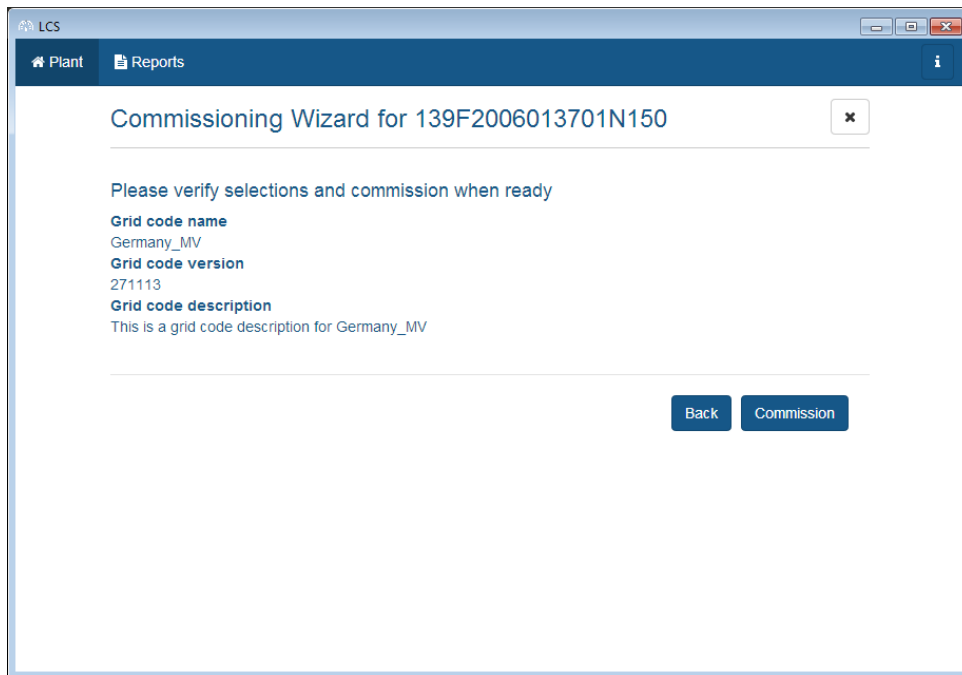 LCS
Plant Reports i
Commissioning Wizard for 139F2006013701N150
Please verify selections and commission when ready
Grid code name
Germany_MV
Grid code version
271113
Grid code description
This is a grid code description for Germany_MV
Back Commission